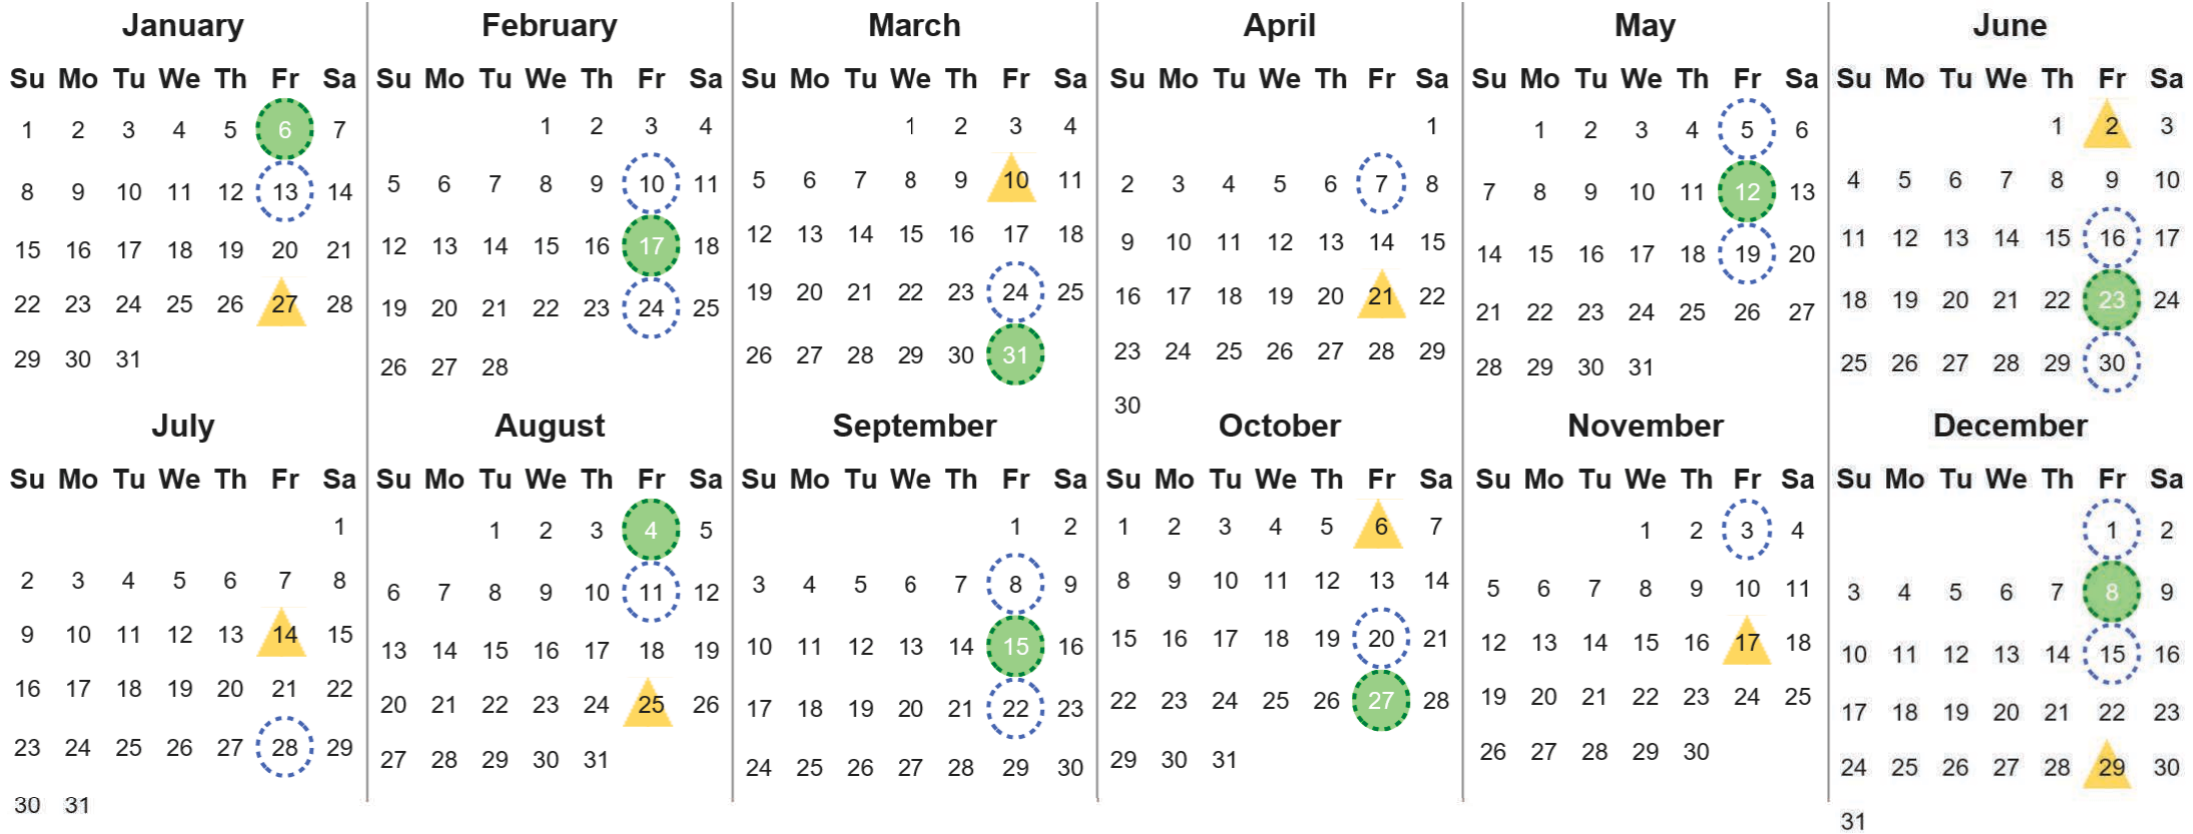 January February March April May June
Su Mo Tu We Th Fr Sa Su Mo Tu We Th Fr Sa Su Mo Tu We Th Fr Sa Su Mo Tu We Th Fr Sa Su Mo Tu We Th Fr Sa Su Mo Tu We Th Fr Sa
1 2 3 4 5 6 7 1 2 3 4 1 2 3 4 1 1 2 3 4 5 6 1 2 3
8 9 10 11 12 13 14 5 6 7 8 9 10 11 5 6 7 8 9 10 11 2 3 4 5 6 7 8 7 8 9 10 11 12 13 4 5 6 7 8 9 10
15 16 17 18 19 20 21 12 13 14 15 16 17 18 12 13 14 15 16 17 18 9 10 11 12 13 14 15 14 15 16 17 18 19 20 11 12 13 14 15 16 17
22 23 24 25 26 27 28 19 20 21 22 23 24 25 19 20 21 22 23 24 25 16 17 18 19 20 21 22 21 22 23 24 25 26 27 18 19 20 21 22 23 24
29 30 31 26 27 28 26 27 28 29 30 31 23 24 25 26 27 28 29 28 29 30 31 25 26 27 28 29 30
30
July August September October November December
Su Mo Tu We Th Fr Sa Su Mo Tu We Th Fr Sa Su Mo Tu We Th Fr Sa Su Mo Tu We Th Fr Sa Su Mo Tu We Th Fr Sa Su Mo Tu We Th Fr Sa
1 1 2 3 4 5 1 2 1 2 3 4 5 6 7 1 2 3 4 1 2
2 3 4 5 6 7 8 6 7 8 9 10 11 12 3 4 5 6 7 8 9 8 9 10 11 12 13 14 5 6 7 8 9 10 11 3 4 5 6 7 8 9
9 10 11 12 13 14 15 13 14 15 16 17 18 19 10 11 12 13 14 15 16 15 16 17 18 19 20 21 12 13 14 15 16 17 18 10 11 12 13 14 15 16
16 17 18 19 20 21 22 20 21 22 23 24 25 26 17 18 19 20 21 22 23 22 23 24 25 26 27 28 19 20 21 22 23 24 25 17 18 19 20 21 22 23
23 24 25 26 27 28 29 27 28 29 30 31 24 25 26 27 28 29 30 29 30 31 26 27 28 29 30 24 25 26 27 28 29 30
30 31 31